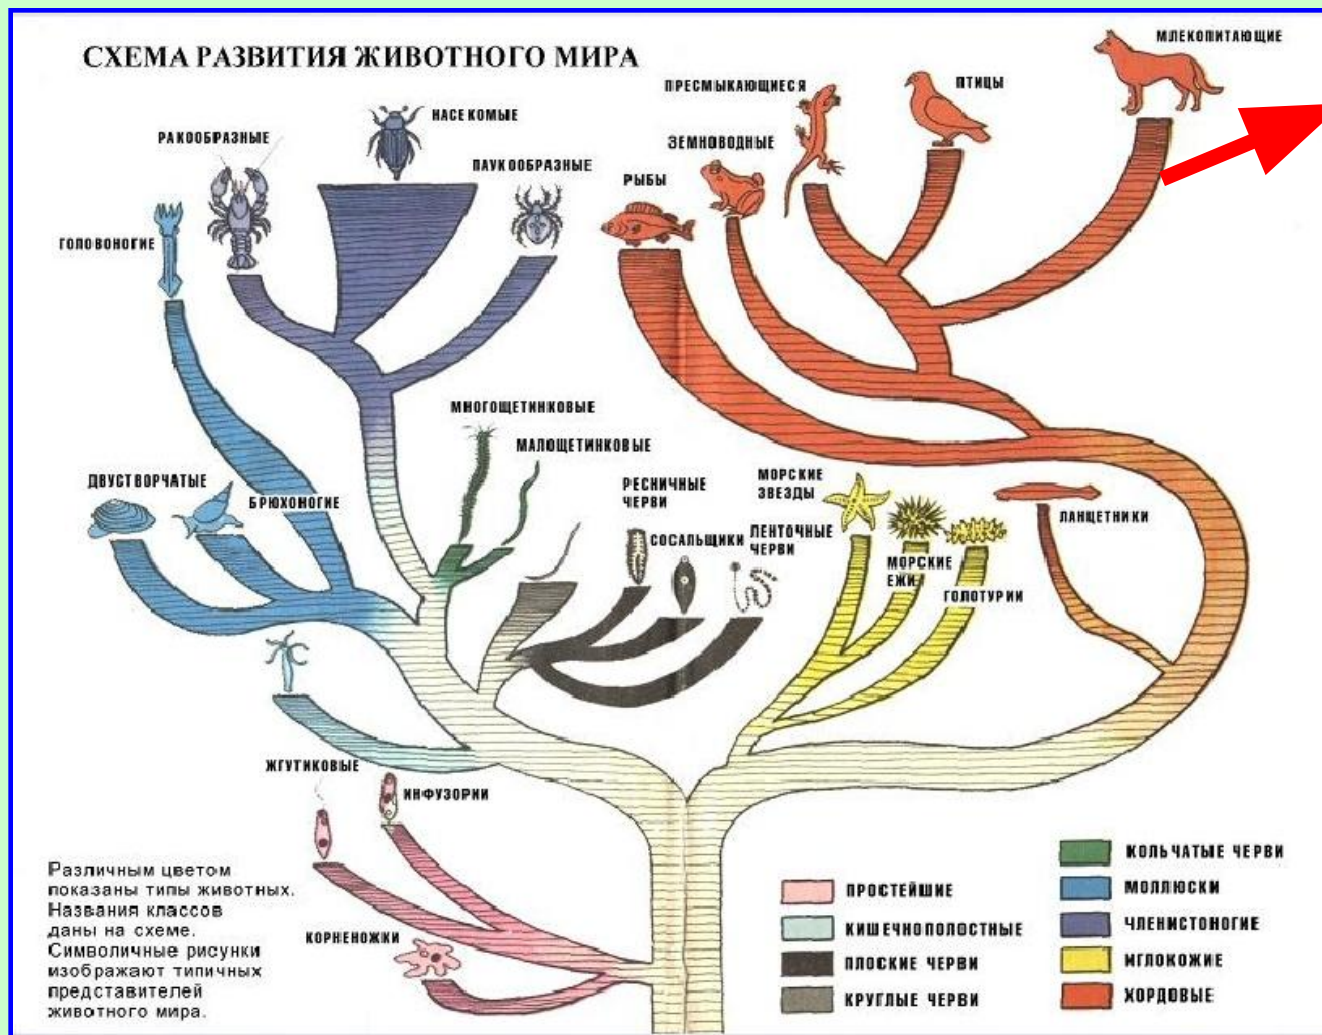 СХЕМА РАЗВИТИЯ ЖИВОТНОГО МИРА
МЛЕКОПИТАЮЩИЕ
ПРЕСМЫКАЮЩИЕСЯ
ПТИЦЫ
НАСЕКОМЫЕ
РАКООБРАЗНЫЕ
ЗЕМНОВОДНЫЕ
ПАУКООБРАЗНЫЕ
РЫБЫ
ГОЛОВОНОГИЕ
МНОГОЩЕТИНКОВЫЕ
МАЛОЩЕТИНКОВЫЕ
ДВУСТВОРЧАТЫЕ
БРЮХОНОГИЕ
РЕСНИЧНЫЕ
ЧЕРВИ
СОСАЛЬЩИКИ
ЛЕНТОЧНЫЕ
ЧЕРВИ
МОРСКИЕ
ЗВЕЗДЫ
ЛАНЦЕТНИКИ
МОРСКИЕ
ЕЖИ
ГОЛОТУРИИ
ЖГУТИКОВЫЕ
ИНФУЗОРИИ
КОРНЕНОЖКИ
Различным цветом
показаны типы животных.
Названия классов
даны на схеме.
Символичные рисунки
изображают типичных
представителей
животного мира.
ПРОСТЕЙШИЕ
КИШЕЧНОПОЛОСТНЫЕ
ПЛОСКИЕ ЧЕРВИ
КРУГЛЫЕ ЧЕРВИ
КОЛЬЧАТЫЕ ЧЕРВИ
МОЛЛЮСКИ
ЧЛЕНИСТОНОГИЕ
ИГЛОКОЖИЕ
ХОРДОВЫЕ